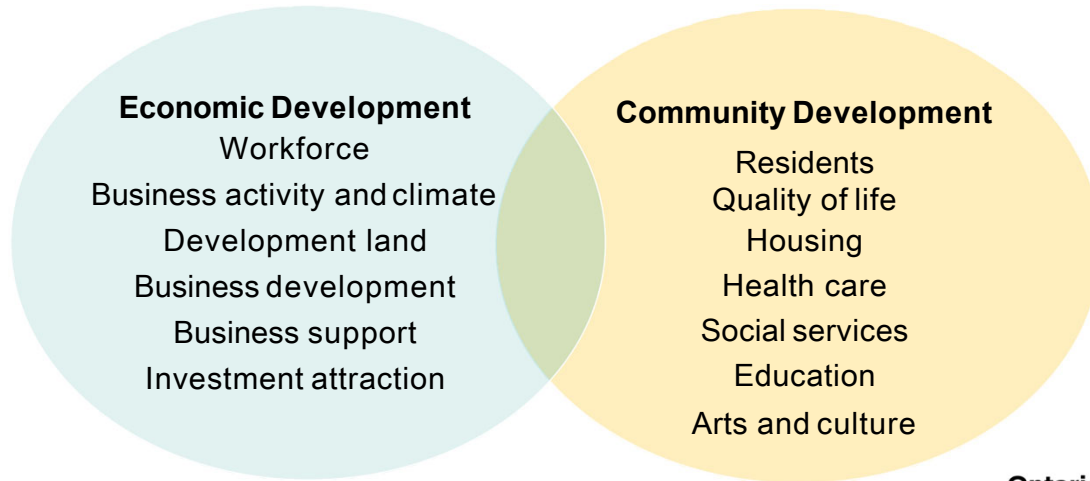 Economic Development
Workforce
Business activity and climate
Development land
Business development
Business support
Investment attraction
Community Development
Residents
Quality of life
Housing
Health care
Social services
Education
Arts and culture